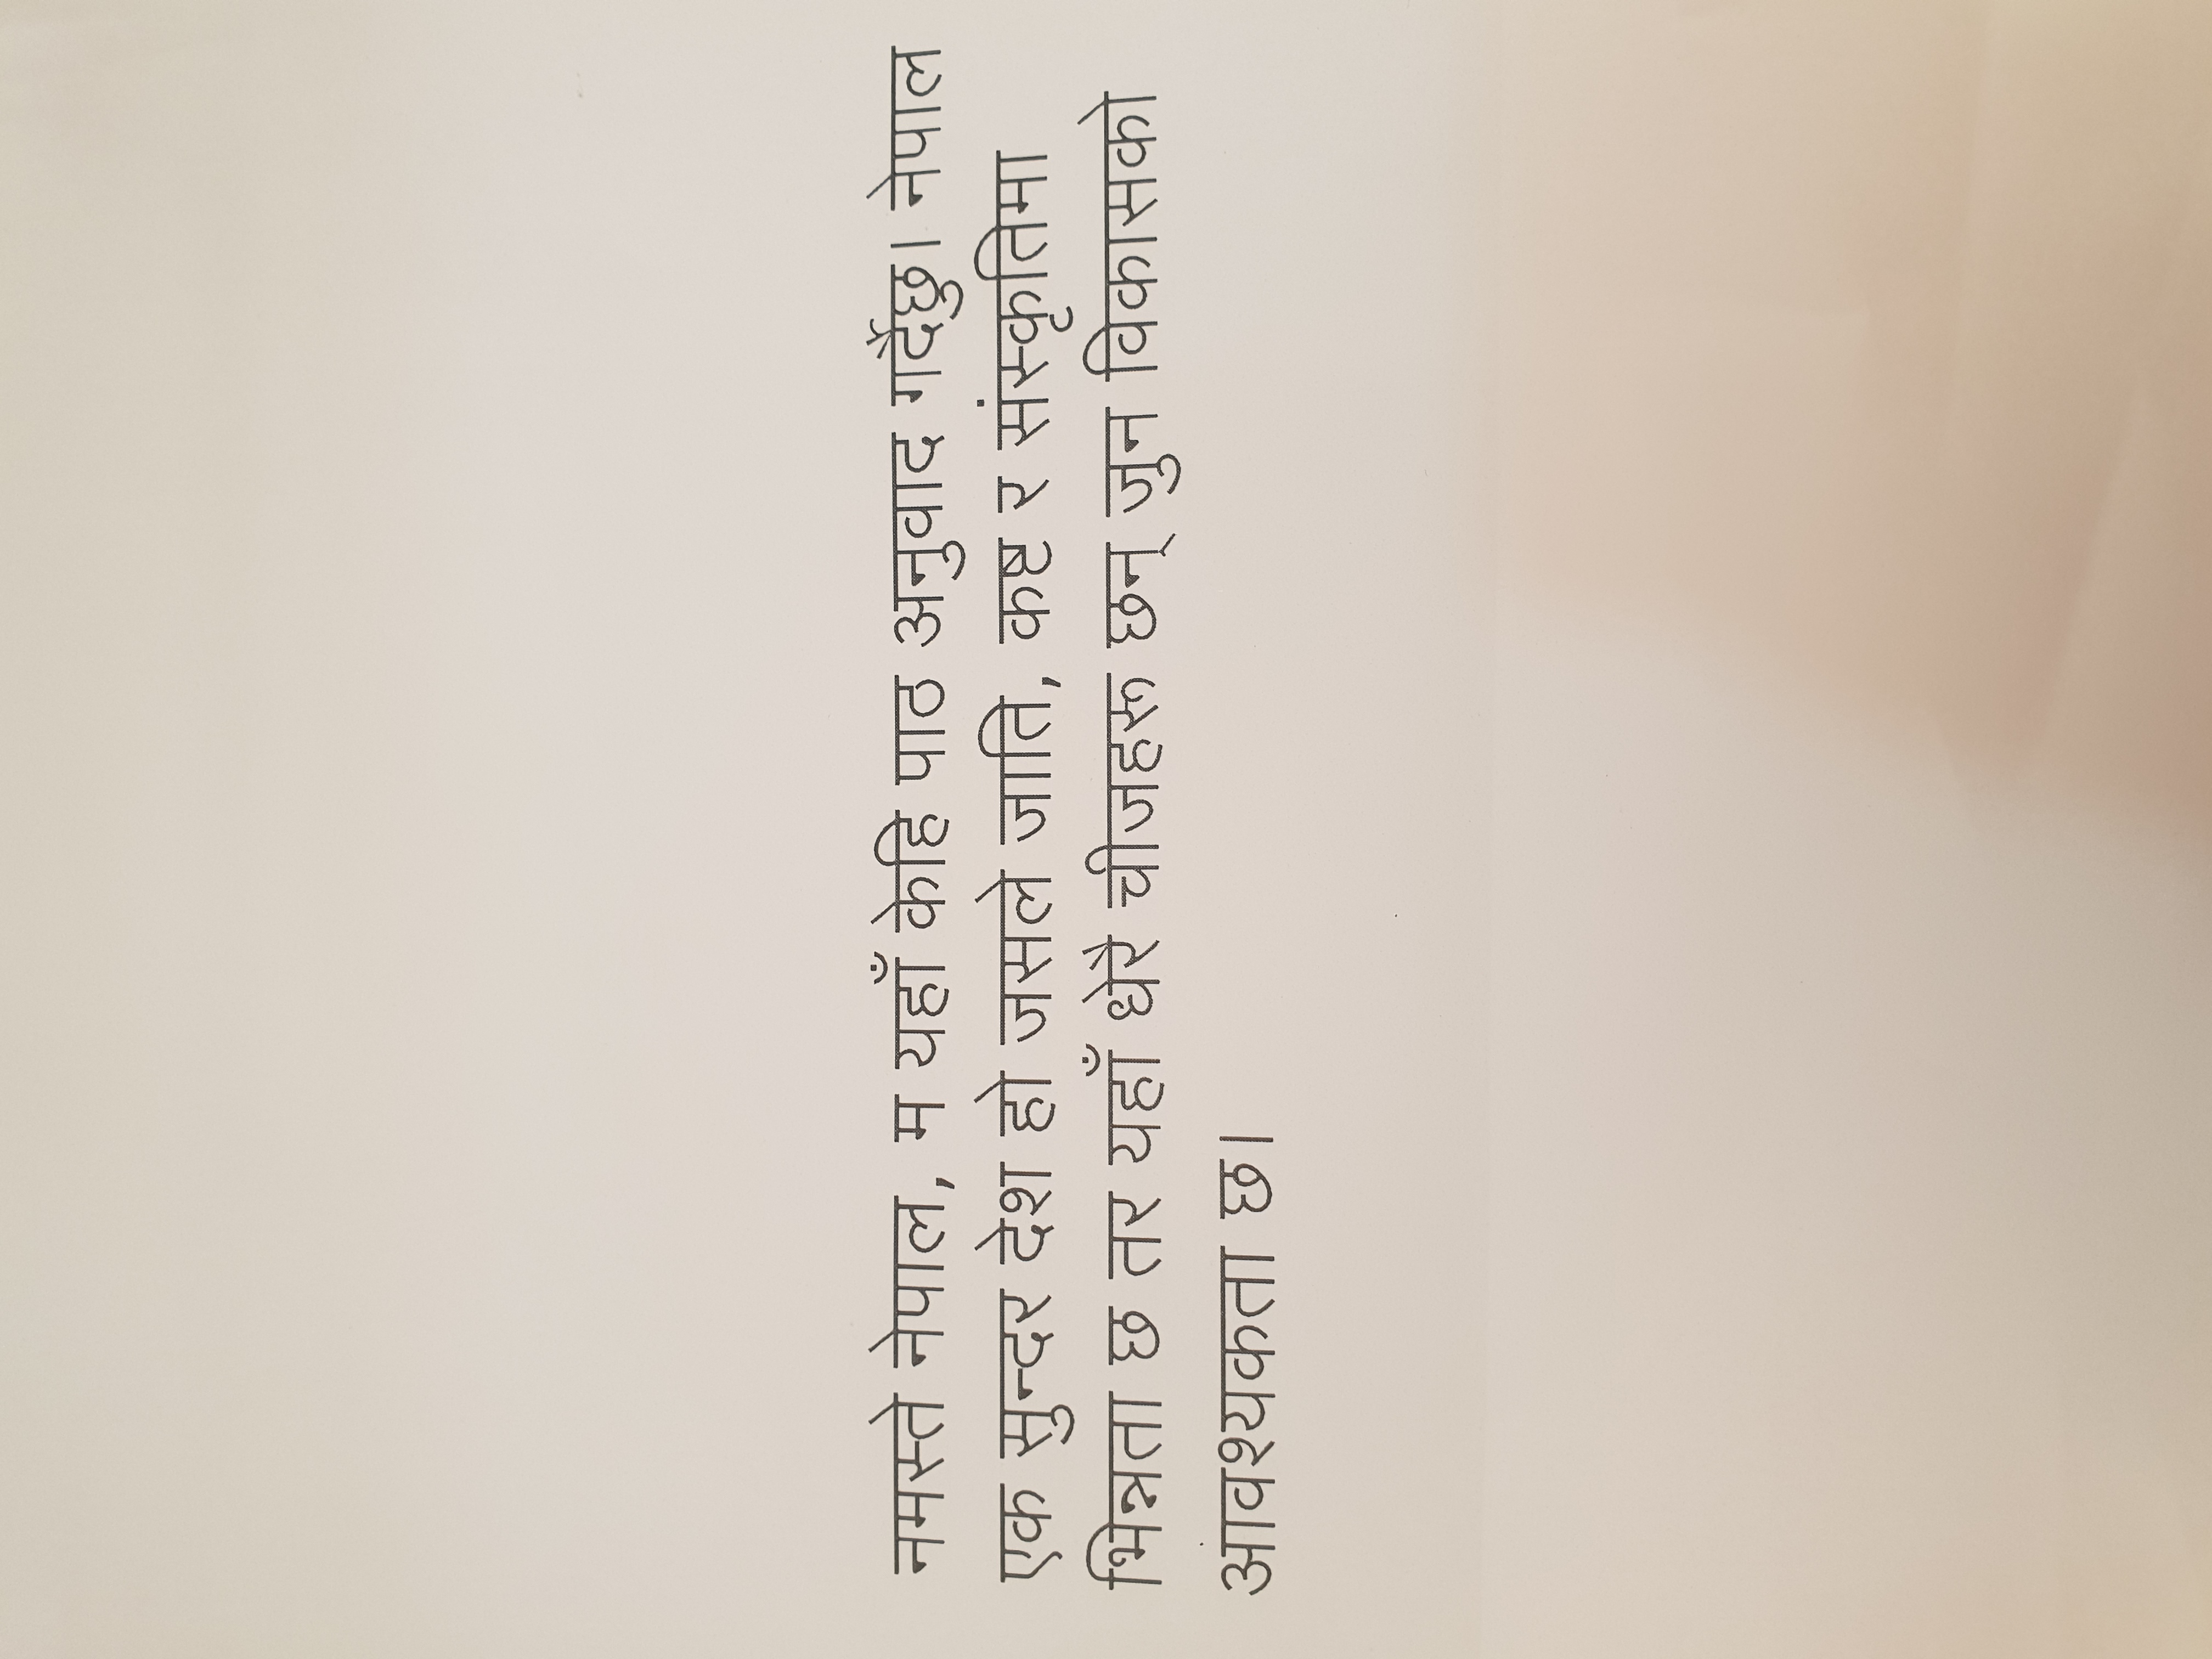 नमस्ते नेपाल, म यहाँ केहि पाठ अनुवाद गर्दैछु। नेपाल
एक सुन्दर देश हो जसले जाति, कष्ट र संस्कृतिमा
भिन्नता छ तर यहाँ धेरै चीजहरू छन् जुन विकासको
आवश्यकता छ।